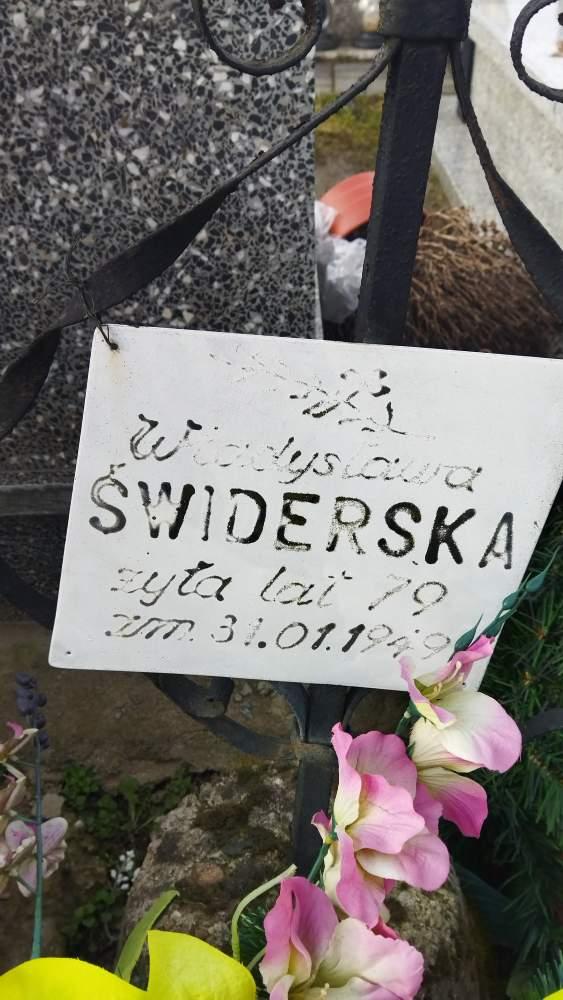 Władysława
ŚWIDERSKA
żyła lat 79
zm. 31.01.1949